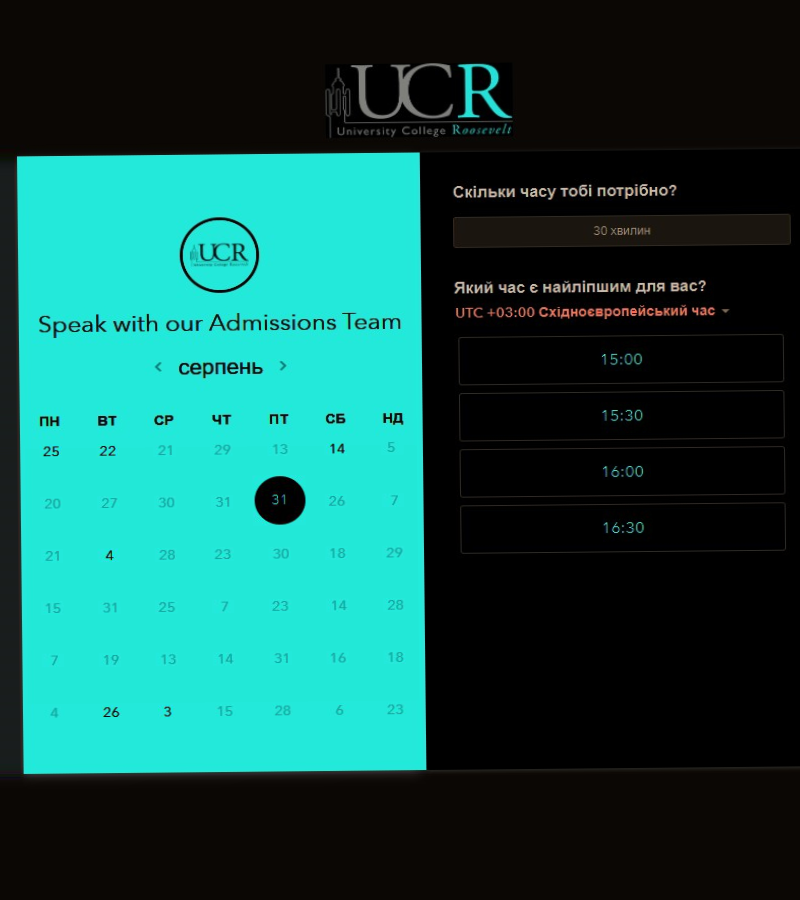 UCR
University College Roosevelt
UCR
Speak with our Admissions Team
серпень
ПН ВТ СР ЧТ ПТ СБ НД
25 22 21 29 13 14 5
20 27 30 31 31 26 7
21 4 28 23 30 18 29
15 31 25 7 23 14 28
7 19 13 14 31 16 18
4 26 3 15 28 6 23
Скільки часу тобі потрібно?
30 хвилин
Який час є найліпшим для вас?
UTC +03:00 Східноєвропейський час
15:00
15:30
16:00
16:30